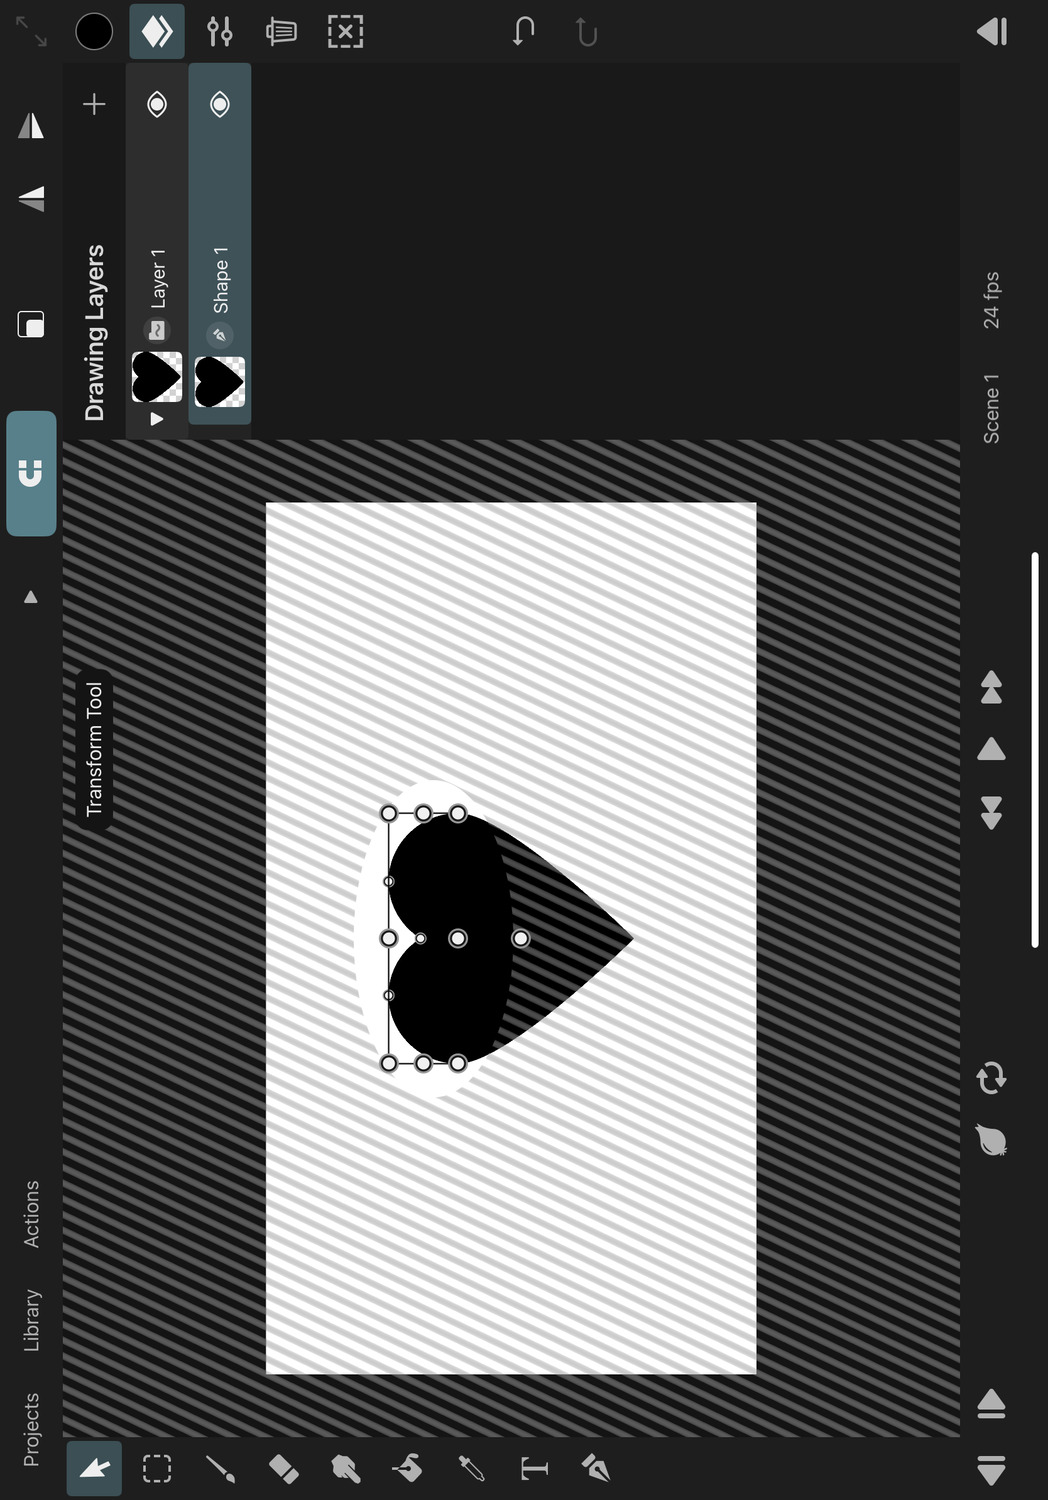 Projects
Library
Actions
Transform Tool
Drawing Layers
Layer 1
Shape 1
T
Scene 1
24 fps